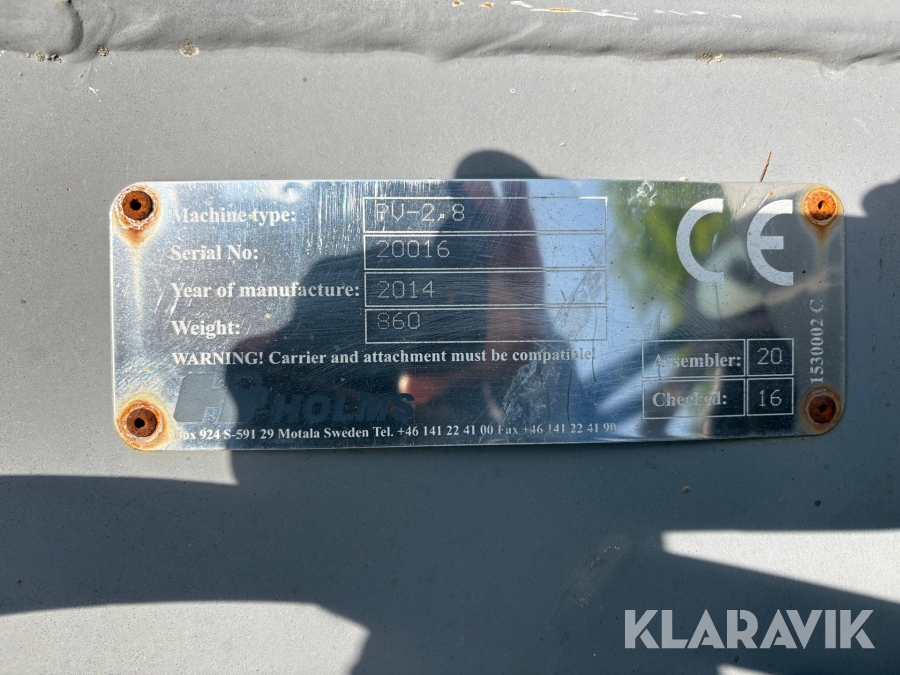 Machine type: PV-2.8
Serial No: 20016
Year of manufacture: 2014
Weight: 860
WARNING! Carrier and attachment must be compatible!
Assembler: 20
Checked: 16
HOLMS
Box 924 S-591 29 Motala Sweden Tel. +46 141 22 41 00 Fax +46 141 22 41 90
CE
1530002 C
KLARAVIK